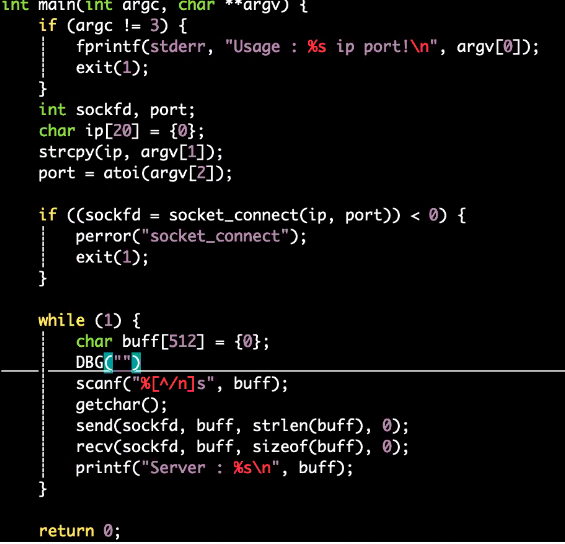 int main(int argc, char **argv) {
if (argc != 3) {
fprintf(stderr, "Usage : %s ip port!\n", argv[0]);
exit(1);
}
int sockfd, port;
char ip[20] = {0};
strcpy(ip, argv[1]);
port = atoi(argv[2]);
if ((sockfd = socket_connect(ip, port)) < 0) {
perror("socket_connect");
exit(1);
}
while (1) {
char buff[512] = {0};
DBG("")
scanf("%[^/n]s", buff);
getchar();
send(sockfd, buff, strlen(buff), 0);
recv(sockfd, buff, sizeof(buff), 0);
printf("Server : %s\n", buff);
}
return 0;